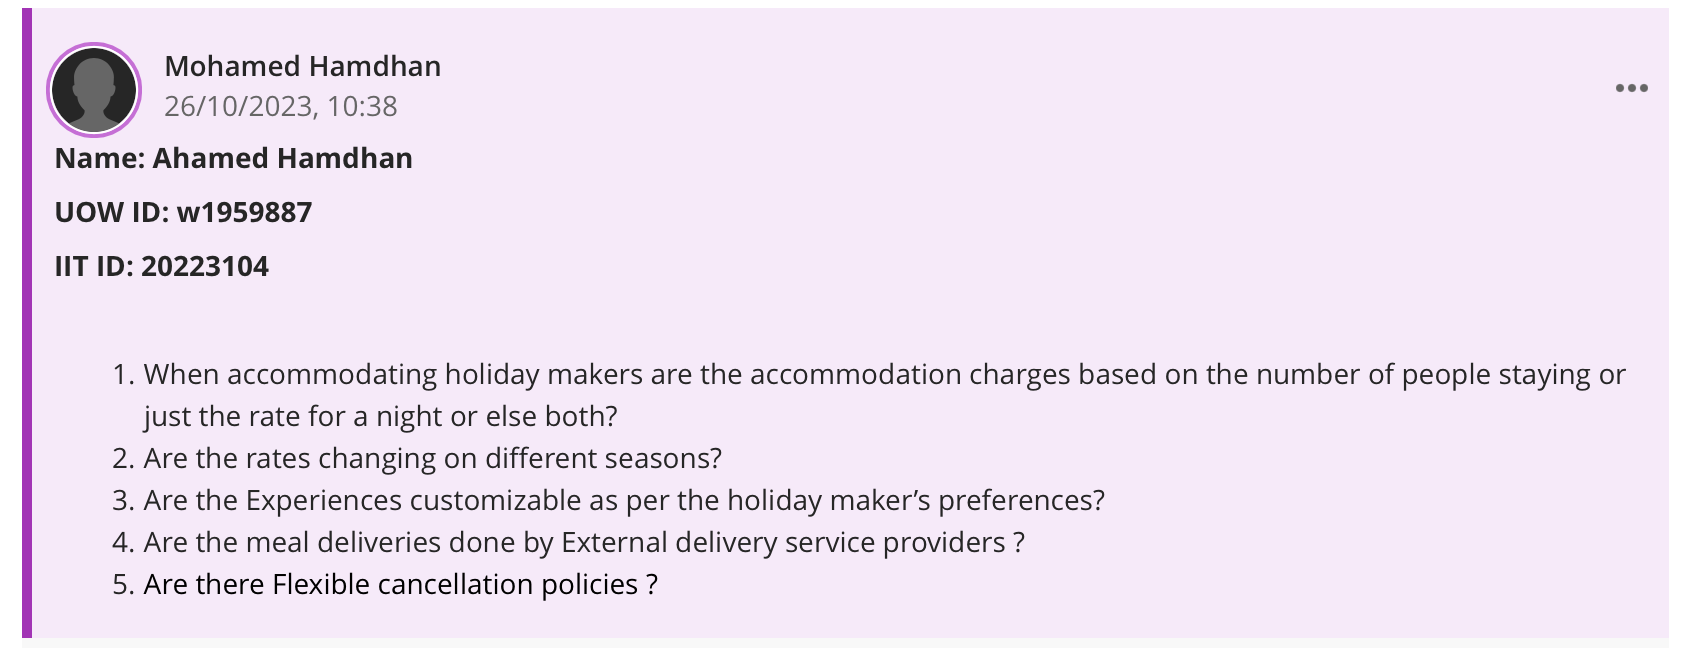 Mohamed Hamdhan
26/10/2023, 10:38
Name: Ahamed Hamdhan
UOW ID: w1959887
IIT ID: 20223104
1. When accommodating holiday makers are the accommodation charges based on the number of people staying or
just the rate for a night or else both?
2. Are the rates changing on different seasons?
3. Are the Experiences customizable as per the holiday maker’s preferences?
4. Are the meal deliveries done by External delivery service providers ?
5. Are there Flexible cancellation policies ?